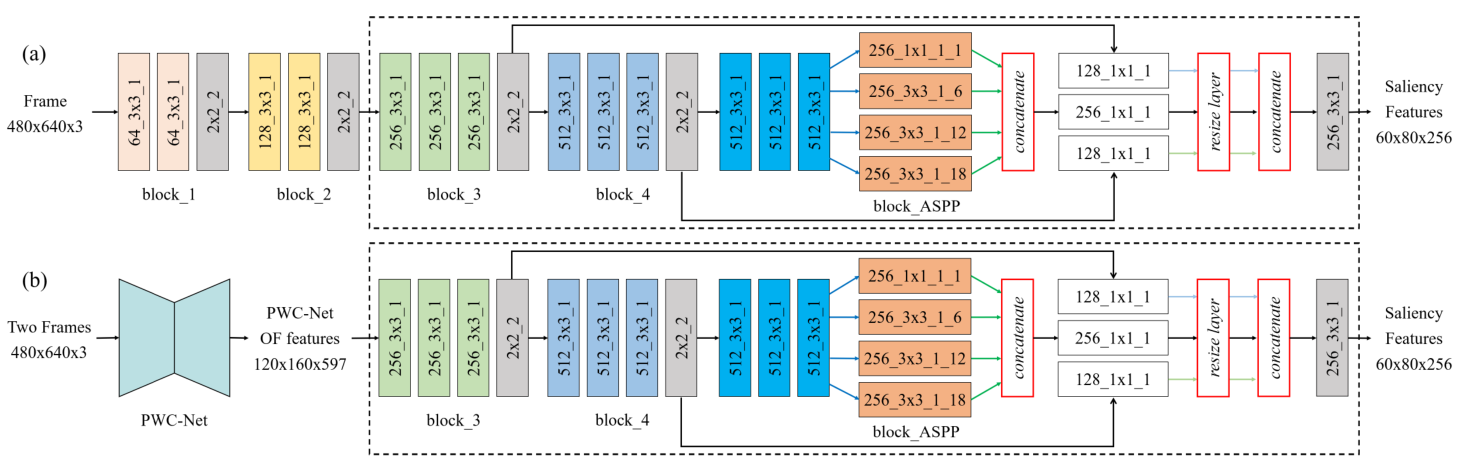 (a)
Frame
480x640x3
64_3x3_1
64_3x3_1
2x2_2
block_1
128_3x3_1
128_3x3_1
2x2_2
block_2
256_3x3_1
256_3x3_1
256_3x3_1
2x2_2
block_3
512_3x3_1
512_3x3_1
512_3x3_1
2x2_2
block_4
512_3x3_1
512_3x3_1
512_3x3_1
256_1x1_1_1
256_3x3_1_6
256_3x3_1_12
256_3x3_1_18
block_ASPP
concatenate
128_1x1_1
256_1x1_1
128_1x1_1
resize layer
concatenate
256_3x3_1
Saliency
Features
60x80x256
(b)
Two Frames
480x640x3
PWC-Net
PWC-Net
OF features
120x160x597
256_3x3_1
256_3x3_1
256_3x3_1
2x2_2
block_3
512_3x3_1
512_3x3_1
512_3x3_1
2x2_2
block_4
512_3x3_1
512_3x3_1
512_3x3_1
256_1x1_1_1
256_3x3_1_6
256_3x3_1_12
256_3x3_1_18
block_ASPP
concatenate
128_1x1_1
256_1x1_1
128_1x1_1
resize layer
concatenate
256_3x3_1
Saliency
Features
60x80x256